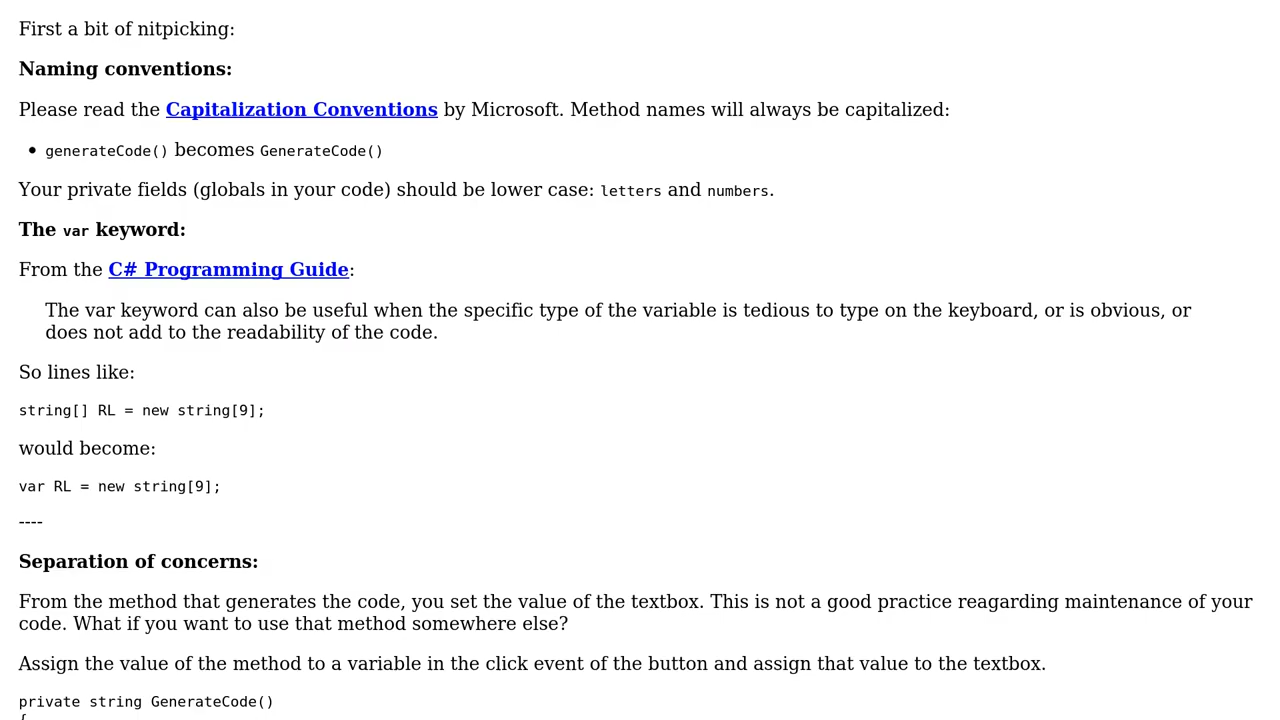 First a bit of nitpicking:
Naming conventions:
Please read the Capitalization Conventions by Microsoft. Method names will always be capitalized:
• generateCode() becomes GenerateCode()
Your private fields (globals in your code) should be lower case: letters and numbers.
The var keyword:
From the C# Programming Guide:
The var keyword can also be useful when the specific type of the variable is tedious to type on the keyboard, or is obvious, or
does not add to the readability of the code.
So lines like:
string[] RL = new string[9];
would become:
var RL = new string[9];
----
Separation of concerns:
From the method that generates the code, you set the value of the textbox. This is not a good practice reagarding maintenance of your
code. What if you want to use that method somewhere else?
Assign the value of the method to a variable in the click event of the button and assign that value to the textbox.
private string GenerateCode()
{